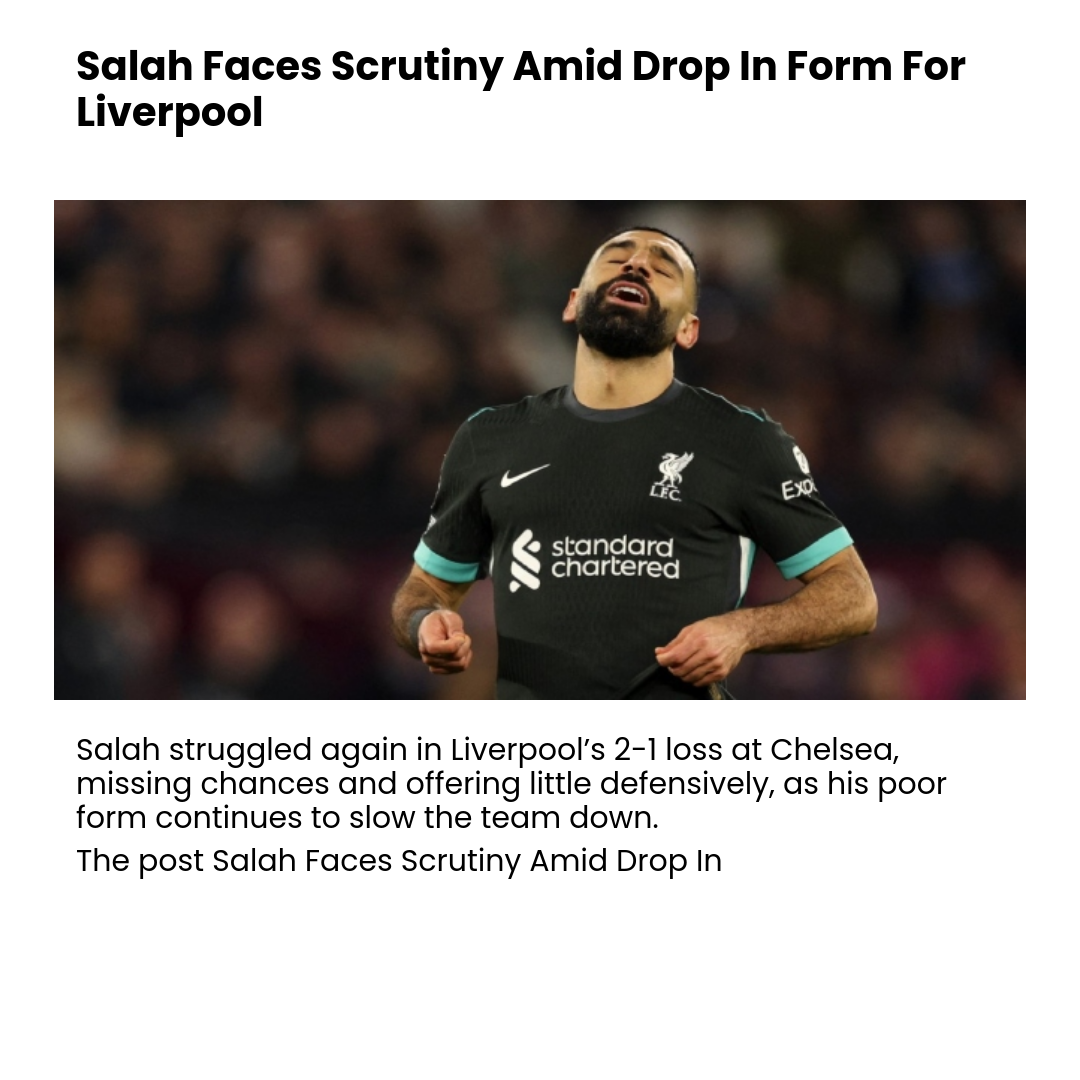 Salah Faces Scrutiny Amid Drop In Form For
Liverpool
L.F.C.
standard
chartered
Salah struggled again in Liverpool’s 2-1 loss at Chelsea,
missing chances and offering little defensively, as his poor
form continues to slow the team down.
The post Salah Faces Scrutiny Amid Drop In